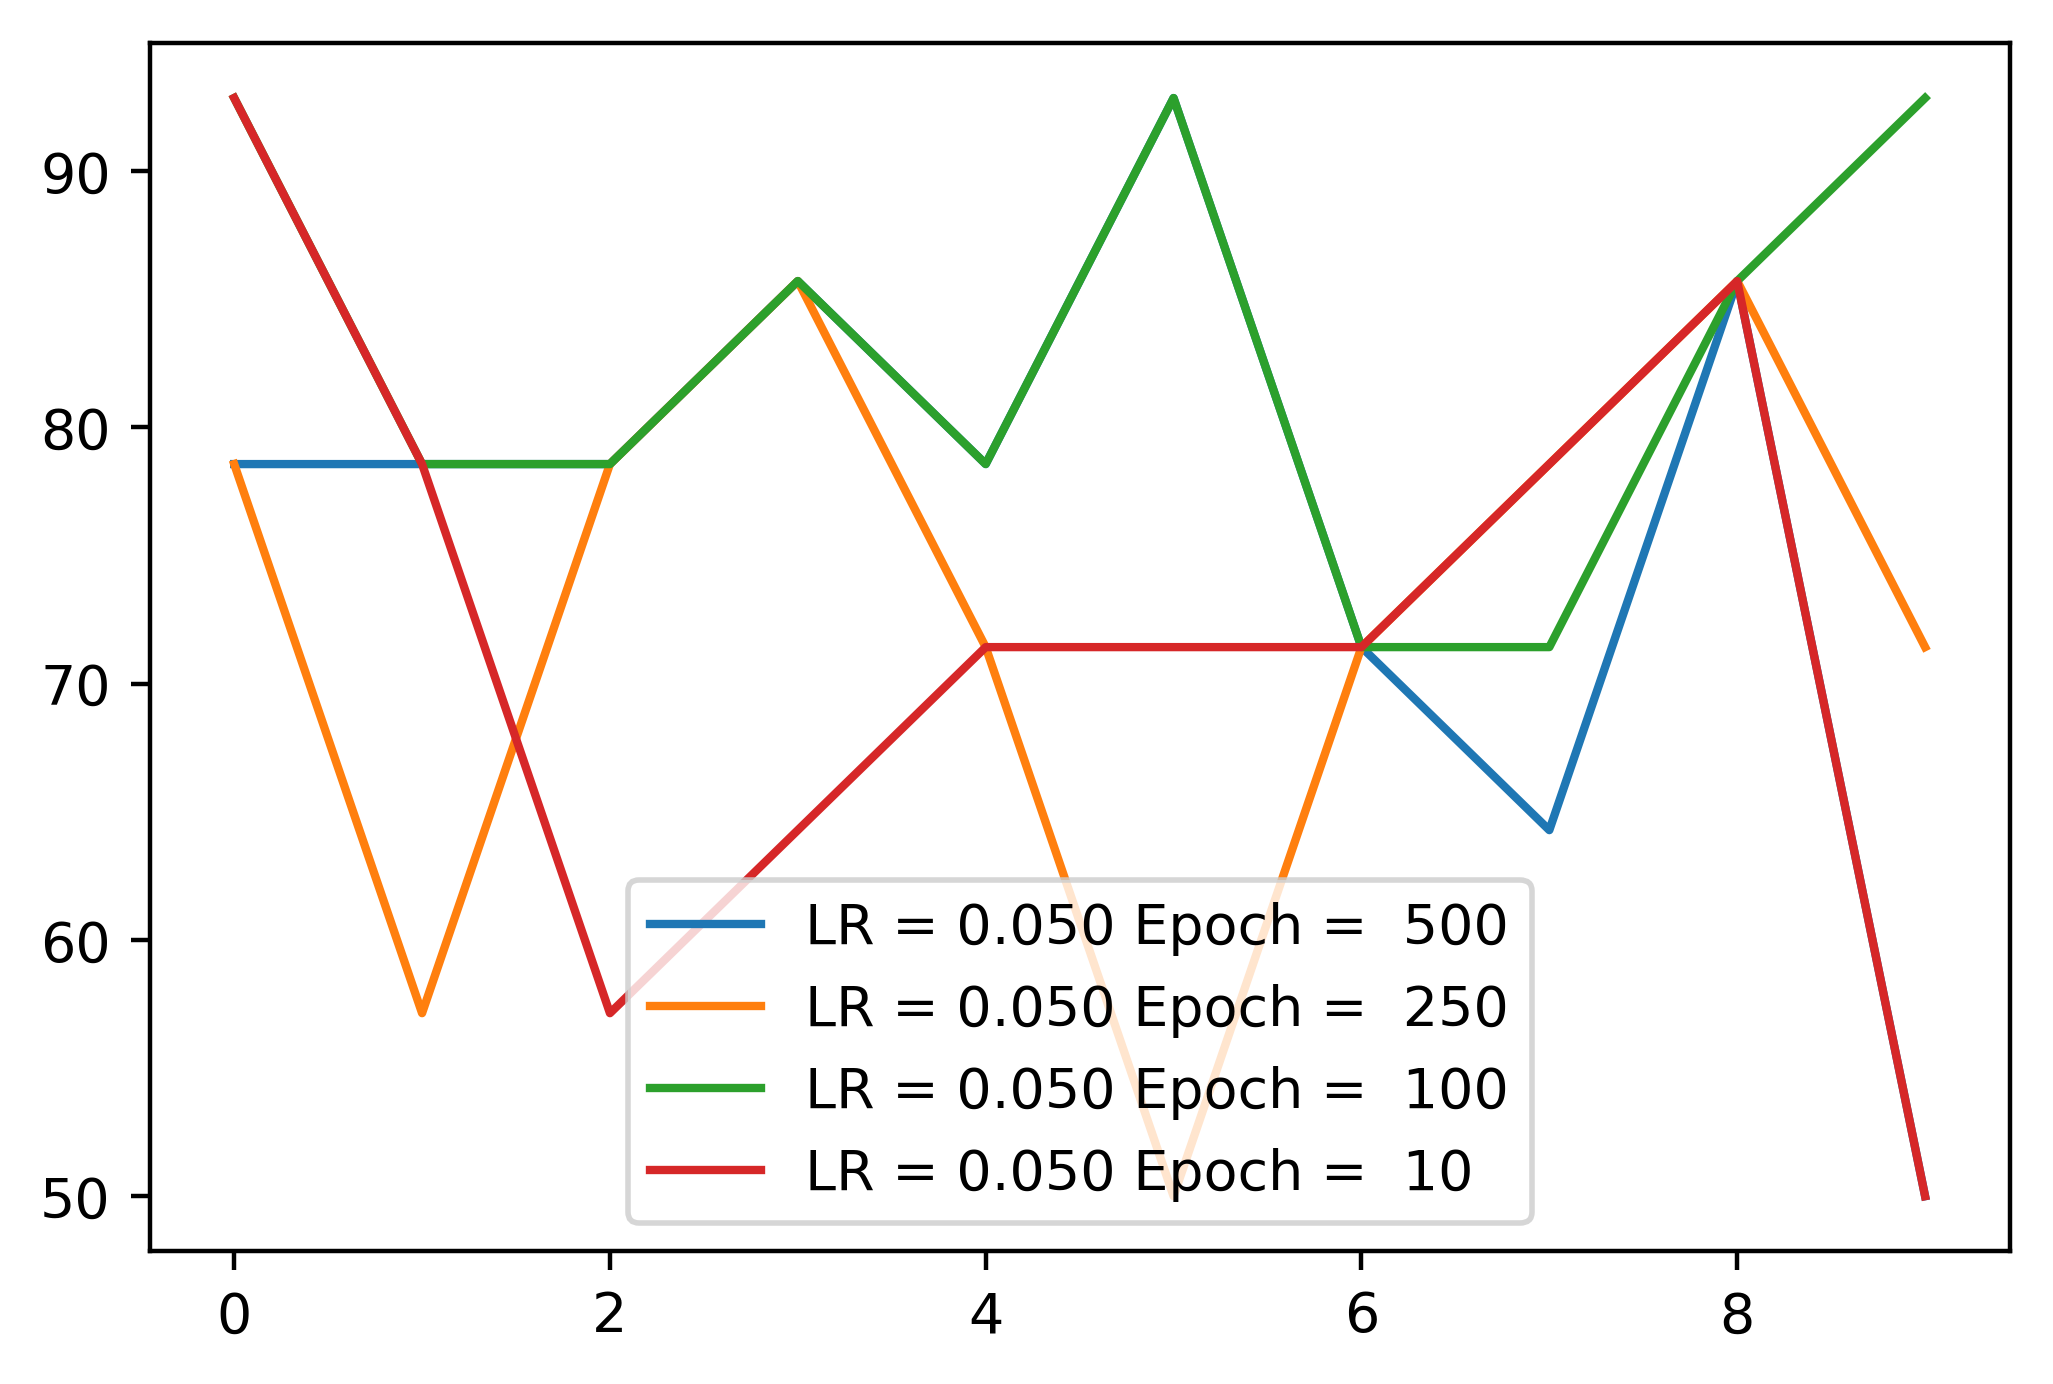 90
80
70
60
50
LR = 0.050 Epoch =  500
LR = 0.050 Epoch =  250
LR = 0.050 Epoch =  100
LR = 0.050 Epoch =  10
0 2 4 6 8